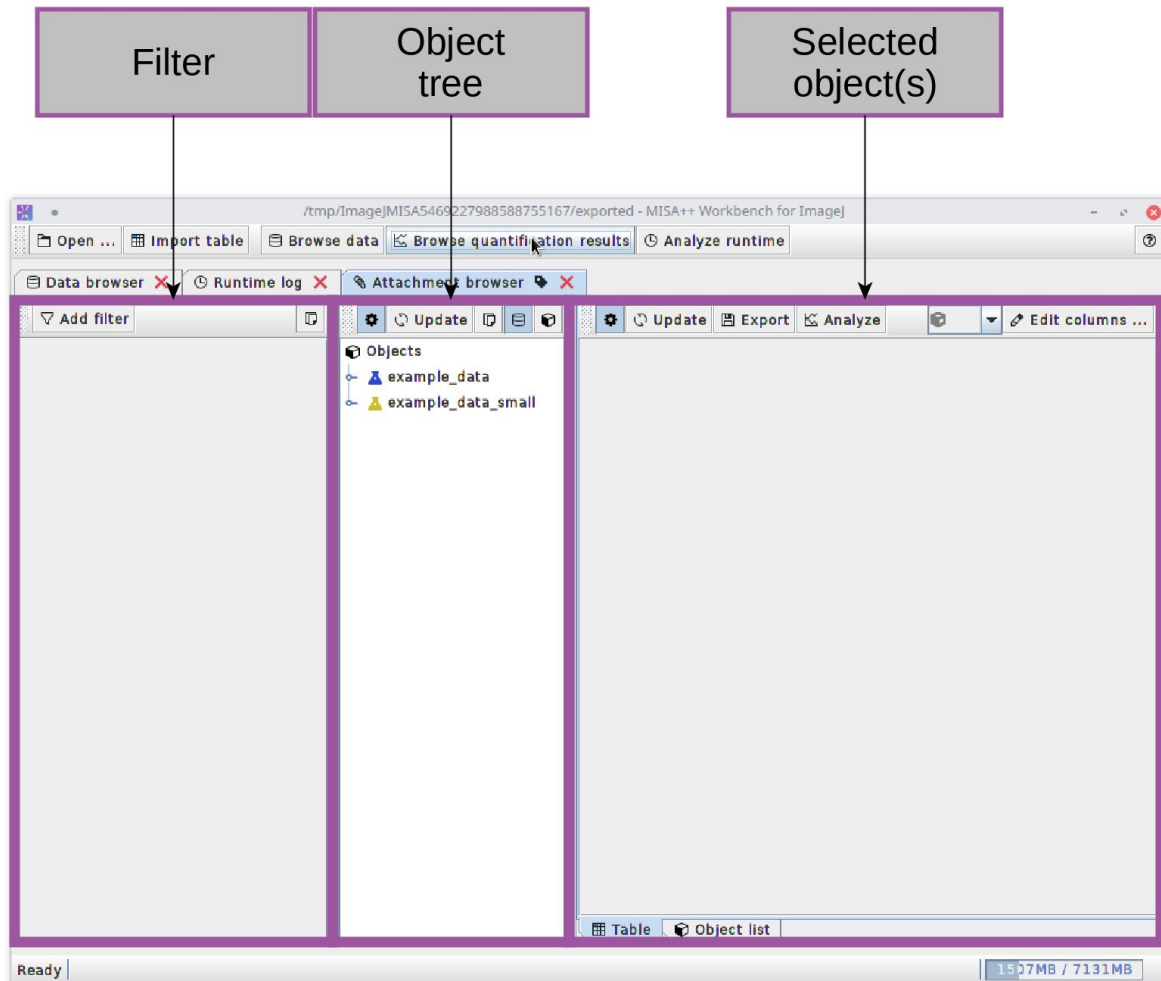 Filter
Object
tree
Selected
object(s)
/tmp/ImageJMISA5469227988588755167/exported - MISA++ Workbench for ImageJ
Open ... Import table Browse data Browse quantification results Analyze runtime
Data browser Runtime log Attachment browser
Add filter Update Update Export Analyze Edit columns ...
Objects
example_data
example_data_small
Table Object list
Ready 1507MB / 7131MB